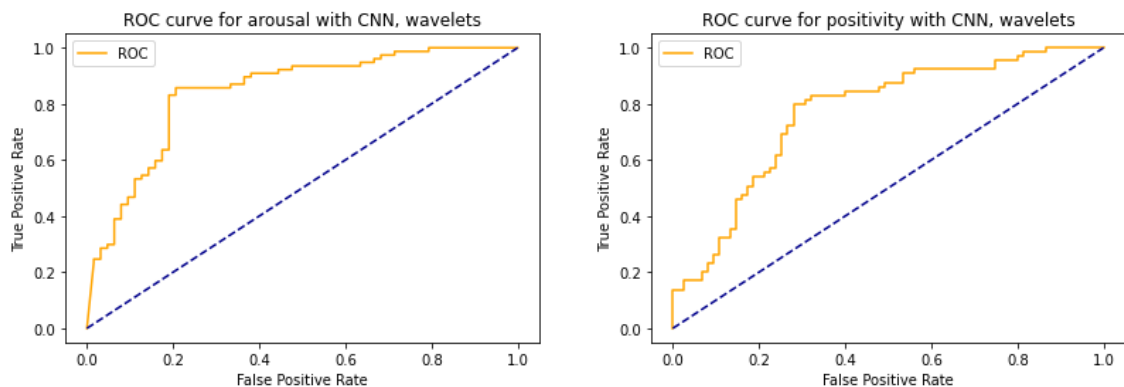 ROC curve for arousal with CNN, wavelets
1.0
0.8
0.6
0.4
0.2
0.0
True Positive Rate
ROC
0.0 0.2 0.4 0.6 0.8 1.0
False Positive Rate
ROC curve for positivity with CNN, wavelets
1.0
0.8
0.6
0.4
0.2
0.0
True Positive Rate
ROC
0.0 0.2 0.4 0.6 0.8 1.0
False Positive Rate